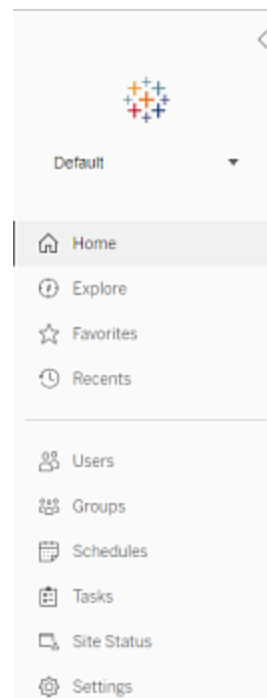 Default
Home
Explore
Favorites
Recents
Users
Groups
Schedules
Tasks
Site Status
Settings